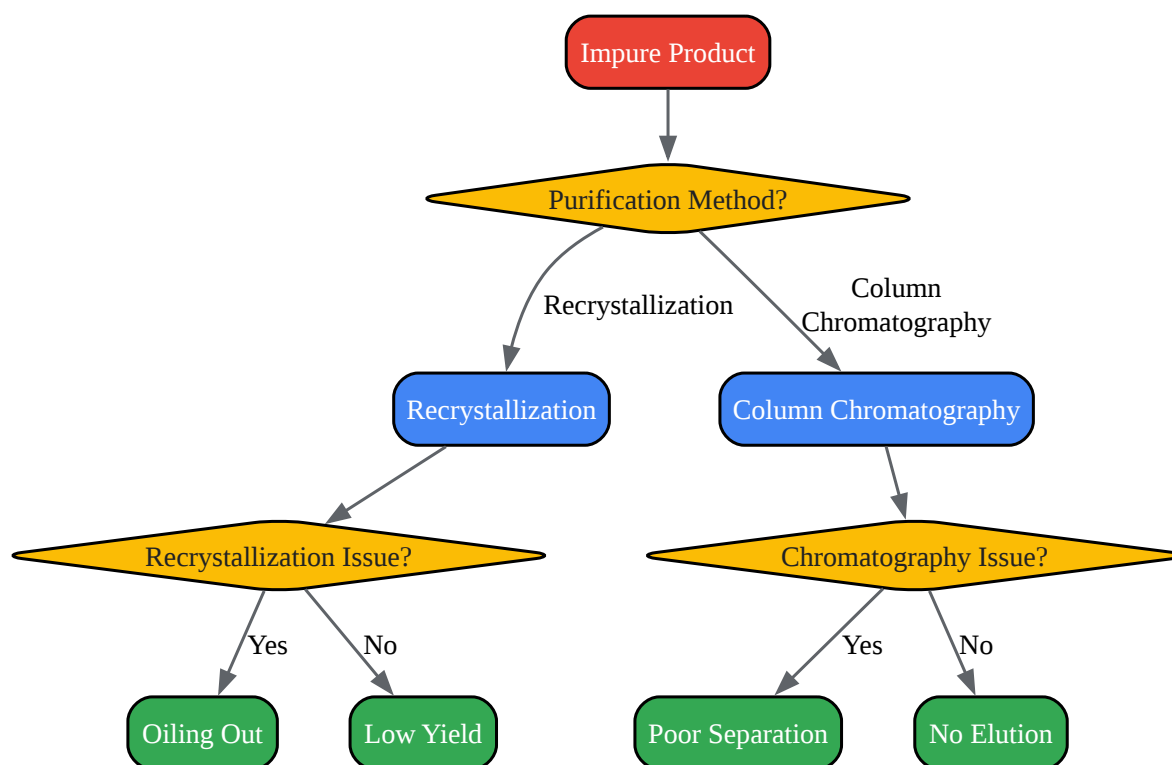 Impure Product
Purification Method?
Recrystallization
Column
Chromatography
Recrystallization
Column Chromatography
Recrystallization Issue?
Chromatography Issue?
Yes
No
Yes
No
Oiling Out
Low Yield
Poor Separation
No Elution